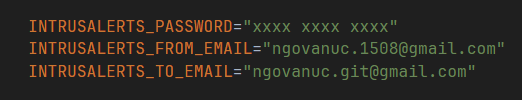 INTRUSALERTS_PASSWORD="xxxx xxxx xxxx"
INTRUSALERTS_FROM_EMAIL="ngovanuc.1508@gmail.com"
INTRUSALERTS_TO_EMAIL="ngovanuc.git@gmail.com"